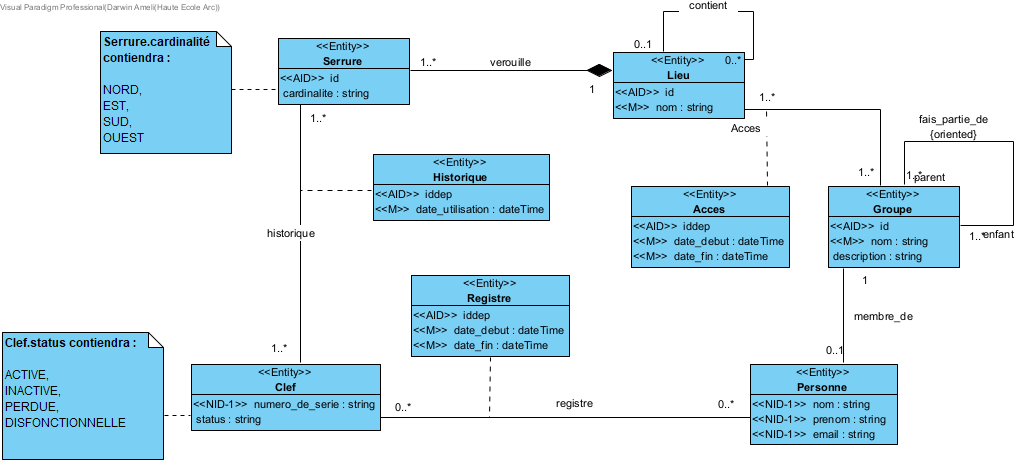 Visual Paradigm Professional(Darwin Ameli(Haute Ecole Arc))
contient
0..1
0..*
Serrure.cardinalité
contiendra :
NORD,
EST,
SUD,
OUEST
<<Entity>>
Serrure
<<AID>> id
cardinalite : string
1..*
verouille
1
<<Entity>>
Lieu
<<AID>> id
<<M>> nom : string
1..*
1..*
Acces
fais_partie_de
{oriented}
1..*
1..*
parent
<<Entity>>
Historique
<<AID>> iddep
<<M>> date_utilisation : dateTime
<<Entity>>
Acces
<<AID>> iddep
<<M>> date_debut : dateTime
<<M>> date_fin : dateTime
<<Entity>>
Groupe
<<AID>> id
<<M>> nom : string
description : string
1..*
enfant
historique
1
<<Entity>>
Registre
<<AID>> iddep
<<M>> date_debut : dateTime
<<M>> date_fin : dateTime
membre_de
0..1
Clef.status contiendra :
ACTIVE,
INACTIVE,
PERDUE,
DISFONCTIONNELLE
1..*
<<Entity>>
Clef
<<NID-1>> numero_de_serie : string
status : string
0..*
registre
0..*
<<Entity>>
Personne
<<NID-1>> nom : string
<<NID-1>> prenom : string
<<NID-1>> email : string